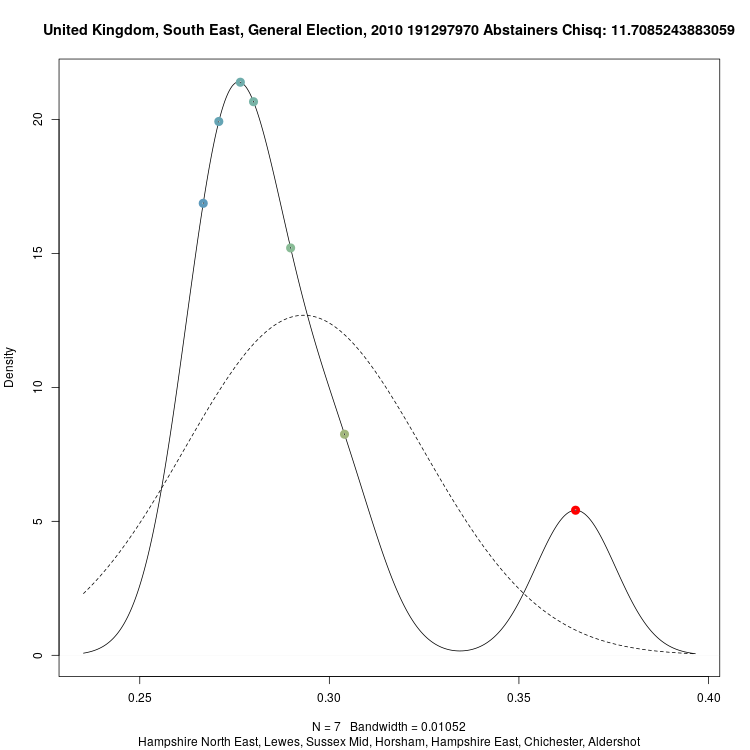 United Kingdom, South East, General Election, 2010 191297970 Abstainers Chisq: 11.7085243883059
Density
20
15
10
5
0
0.25 0.30 0.35 0.40
N = 7 Bandwidth = 0.01052
Hampshire North East, Lewes, Sussex Mid, Horsham, Hampshire East, Chichester, Aldershot